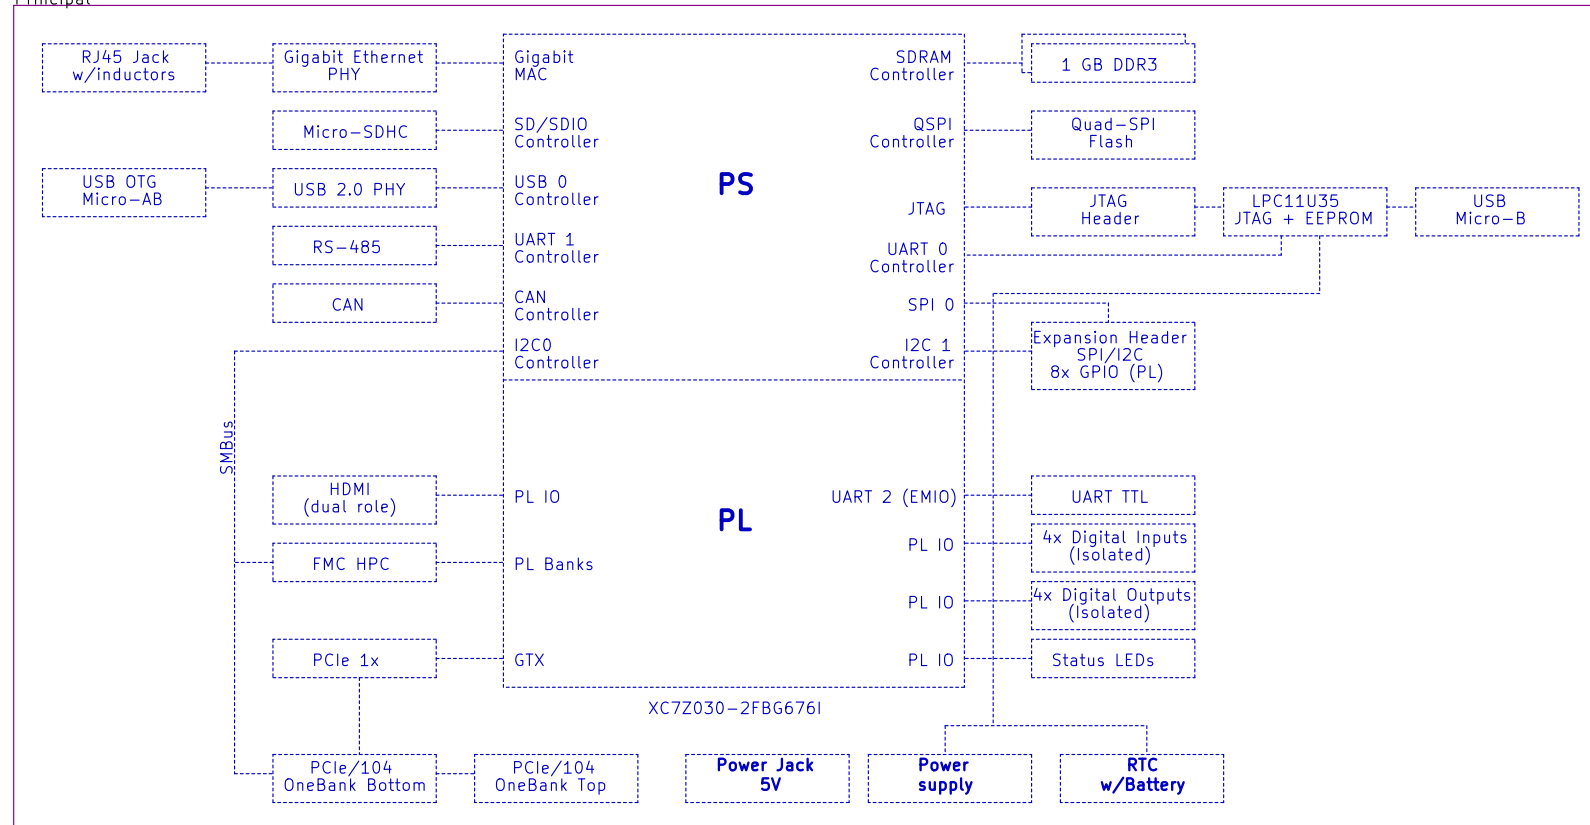 Principal
RJ45 Jack
w/inductors
Gigabit Ethernet
PHY
Gigabit
MAC
SDRAM
Controller
1 GB DDR3
Micro-SDHC
SD/SDIO
Controller
QSPI
Controller
Quad-SPI
Flash
USB OTG
Micro-AB
USB 2.0 PHY
USB 0
Controller
PS
JTAG
JTAG
Header
LPC11U35
JTAG + EEPROM
USB
Micro-B
RS-485
UART 1
Controller
UART 0
Controller
CAN
CAN
Controller
SPI 0
I2C0
Controller
I2C 1
Controller
Expansion Header
SPI/I2C
8x GPIO (PL)
SMBus
HDMI
(dual role)
PL IO
PL
UART 2 (EMIO)
UART TTL
PL IO
4x Digital Inputs
(Isolated)
FMC HPC
PL Banks
PL IO
4x Digital Outputs
(Isolated)
PCIe 1x
GTX
PL IO
Status LEDs
XC7Z030-2FBG676I
PCIe/104
OneBank Bottom
PCIe/104
OneBank Top
Power Jack
5V
Power
supply
RTC
w/Battery